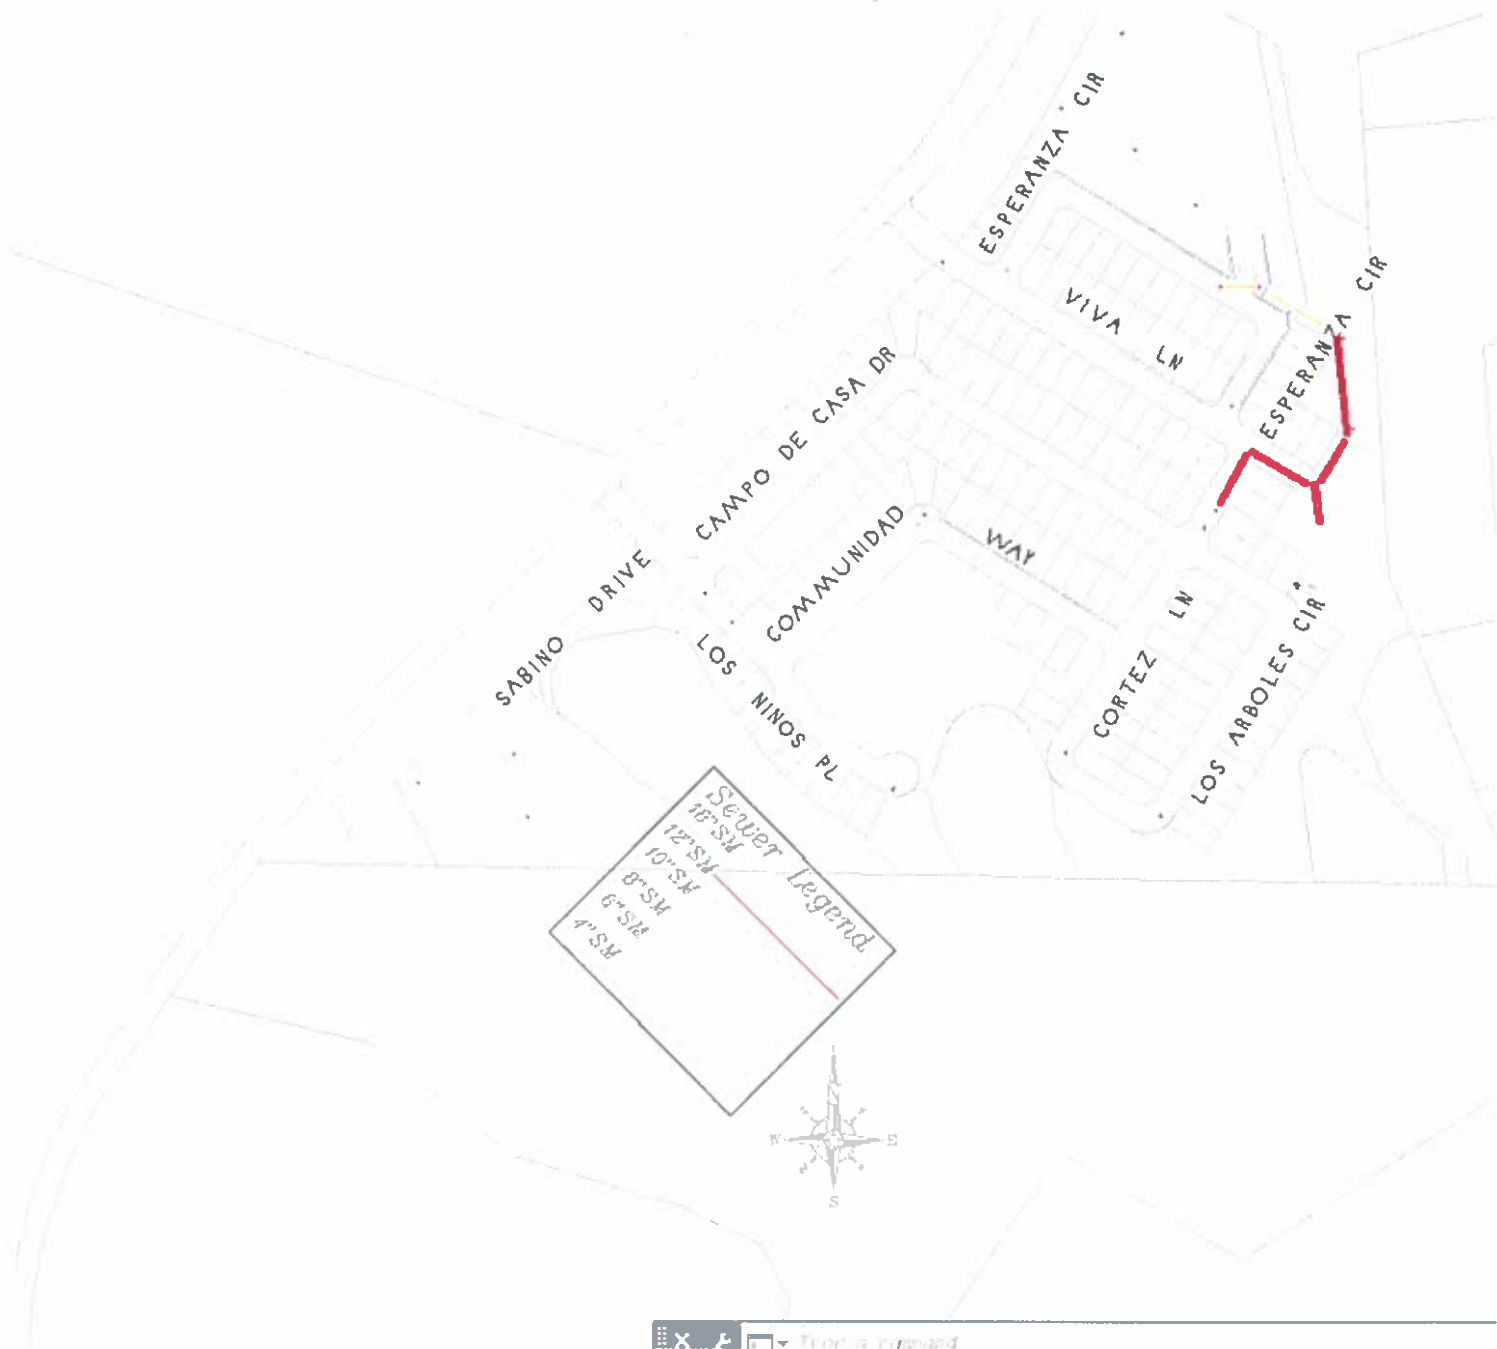 ESPERANZA CIR
VIVA LN
ESPERANZA CIR
CAMPO DE CASA DR
COMMUNIDAD WAY
SABINO DRIVE
LOS NINOS PL
CORTEZ LN
LOS ARBOLES CIR
Sewer Legend
18"SM
12"SM
10"SM
8"SM
6"SM
4"SM
N
W E
S